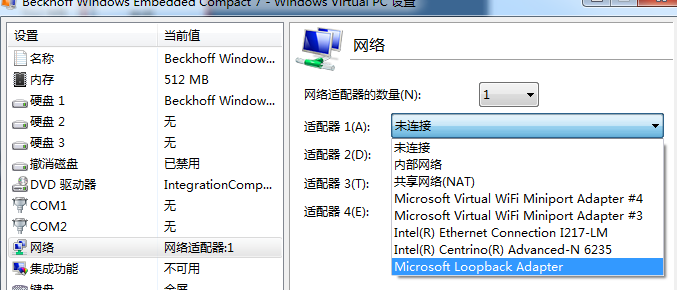 Beckhoff Windows Embedded Compact 7 - Windows Virtual PC 设置
设置 当前值
名称 Beckhoff Window...
内存 512 MB
硬盘 1 Beckhoff Window...
硬盘 2 无
硬盘 3 无
撤消磁盘 已禁用
DVD 驱动器 IntegrationComp...
COM1 无
COM2 无
网络 网络适配器:1
集成功能 不可用
键盘 全屏
网络
网络适配器的数量(N): 1
适配器 1(A): 未连接
适配器 2(D):
适配器 3(T):
适配器 4(E):
未连接
内部网络
共享网络(NAT)
Microsoft Virtual WiFi Miniport Adapter #4
Microsoft Virtual WiFi Miniport Adapter #3
Intel(R) Ethernet Connection I217-LM
Intel(R) Centrino(R) Advanced-N 6235
Microsoft Loopback Adapter